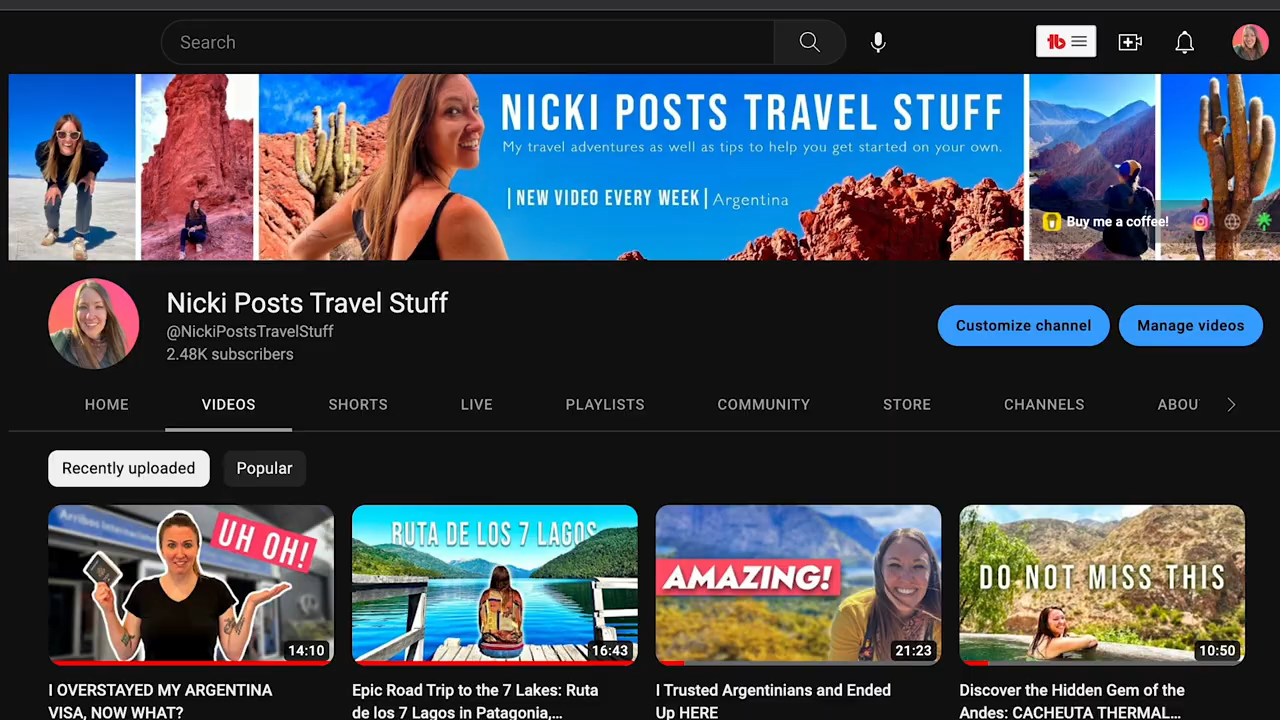 Search
tb
NICKI POSTS TRAVEL STUFF
My travel adventures as well as tips to help you get started on your own.
|NEW VIDEO EVERY WEEK| Argentina
Buy me a coffee!
Nicki Posts Travel Stuff
@NickiPostsTravelStuff
2.48K subscribers
Customize channel
Manage videos
HOME
VIDEOS
SHORTS
LIVE
PLAYLISTS
COMMUNITY
STORE
CHANNELS
ABOU
Recently uploaded
Popular
Arribos Internacional
UH OH!
14:10
RUTA DE LOS 7 LAGOS
16:43
AMAZING!
21:23
DO NOT MISS THIS
10:50
I OVERSTAYED MY ARGENTINA
VISA, NOW WHAT?
Epic Road Trip to the 7 Lakes: Ruta
de los 7 Lagos in Patagonia,...
I Trusted Argentinians and Ended
Up HERE
Discover the Hidden Gem of the
Andes: CACHEUTA THERMAL...